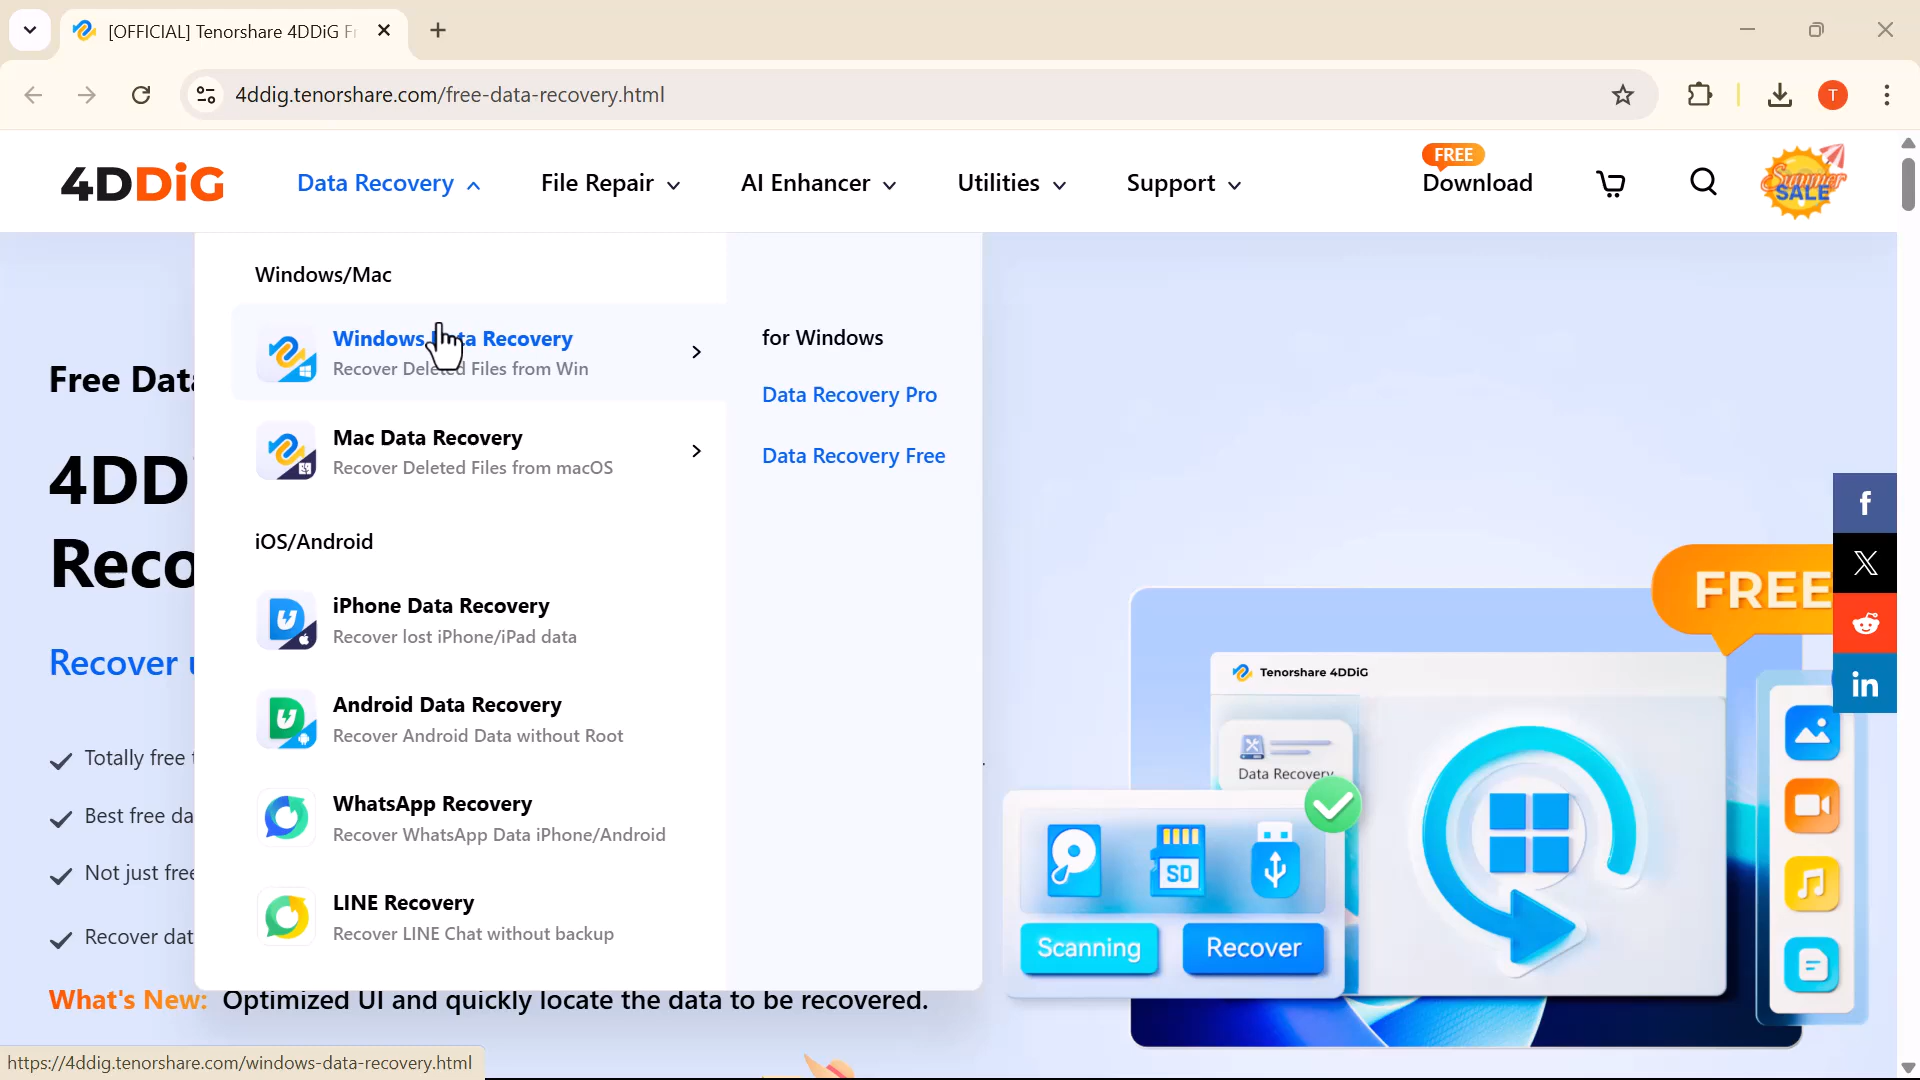 [OFFICIAL] Tenorshare 4DDiG Fr
4ddig.tenorshare.com/free-data-recovery.html
T
4DDiG
Data Recovery
File Repair
AI Enhancer
Utilities
Support
FREE
Download
Summer
SALE
Windows/Mac
Windows Data Recovery
Recover Deleted Files from Win
for Windows
Data Recovery Pro
Data Recovery Free
Mac Data Recovery
Recover Deleted Files from macOS
iOS/Android
iPhone Data Recovery
Recover lost iPhone/iPad data
Android Data Recovery
Recover Android Data without Root
WhatsApp Recovery
Recover WhatsApp Data iPhone/Android
LINE Recovery
Recover LINE Chat without backup
Free Data
4DD
Reco
Recover u
Totally free
Best free da
Not just free
Recover dat
What's New: Optimized UI and quickly locate the data to be recovered.
FREE
Tenorshare 4DDiG
Data Recovery
SD
Scanning
Recover
f
X
in
https://4ddig.tenorshare.com/windows-data-recovery.html